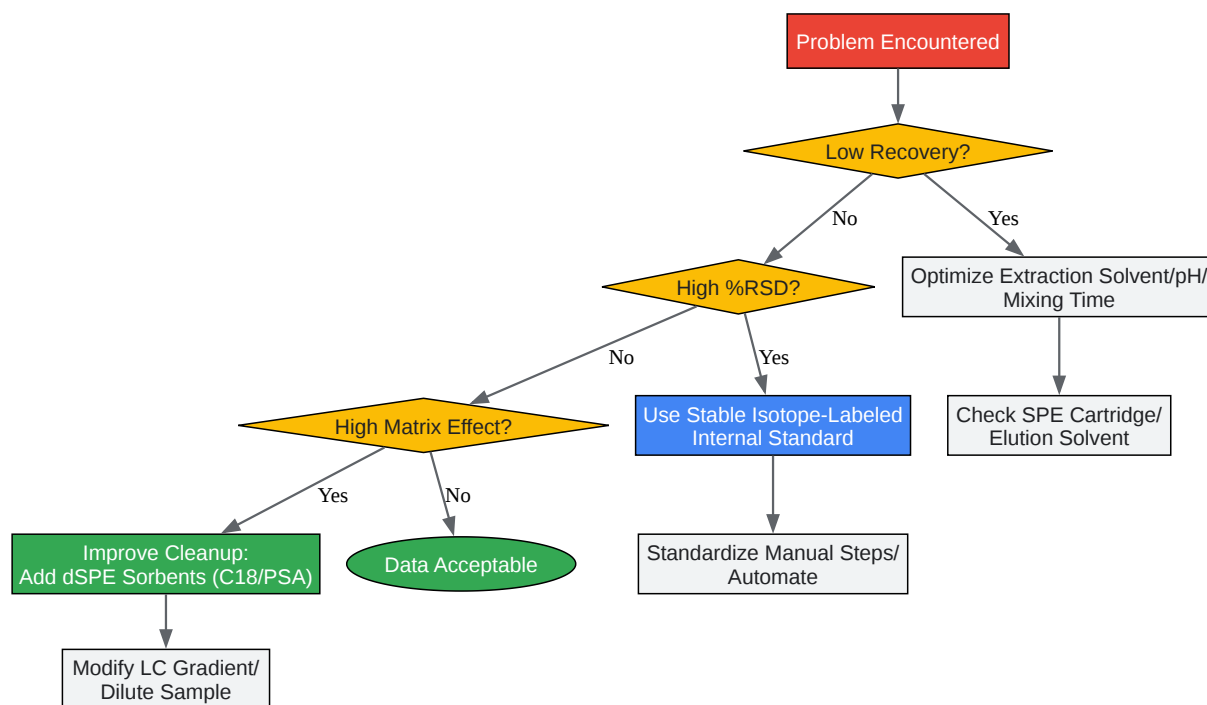 Problem Encountered
Low Recovery?
No
Yes
High %RSD?
Optimize Extraction Solvent/pH/
Mixing Time
No
Yes
High Matrix Effect?
Use Stable Isotope-Labeled
Internal Standard
Check SPE Cartridge/
Elution Solvent
Yes
No
Improve Cleanup:
Add dSPE Sorbents (C18/PSA)
Data Acceptable
Standardize Manual Steps/
Automate
Modify LC Gradient/
Dilute Sample